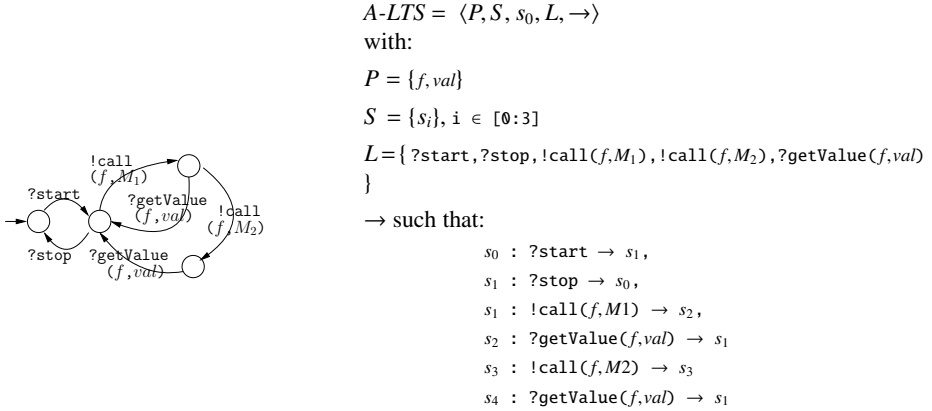 A-LTS = ⟨P, S, s₀, L, →⟩
with:
P = {f, val}
S = {sᵢ}, i ∈ [0:3]
L={ ?start,?stop,!call(f,M₁),!call(f,M₂),?getValue(f,val)
}
→ such that:
s₀ : ?start → s₁,
s₁ : ?stop → s₀,
s₁ : !call(f,M1) → s₂,
s₂ : ?getValue(f,val) → s₁
s₃ : !call(f,M2) → s₃
s₄ : ?getValue(f,val) → s₁
!call
(f,M₁)
?start
?getValue
(f,val)
!call
(f,M₂)
?stop
?getValue
(f,val)